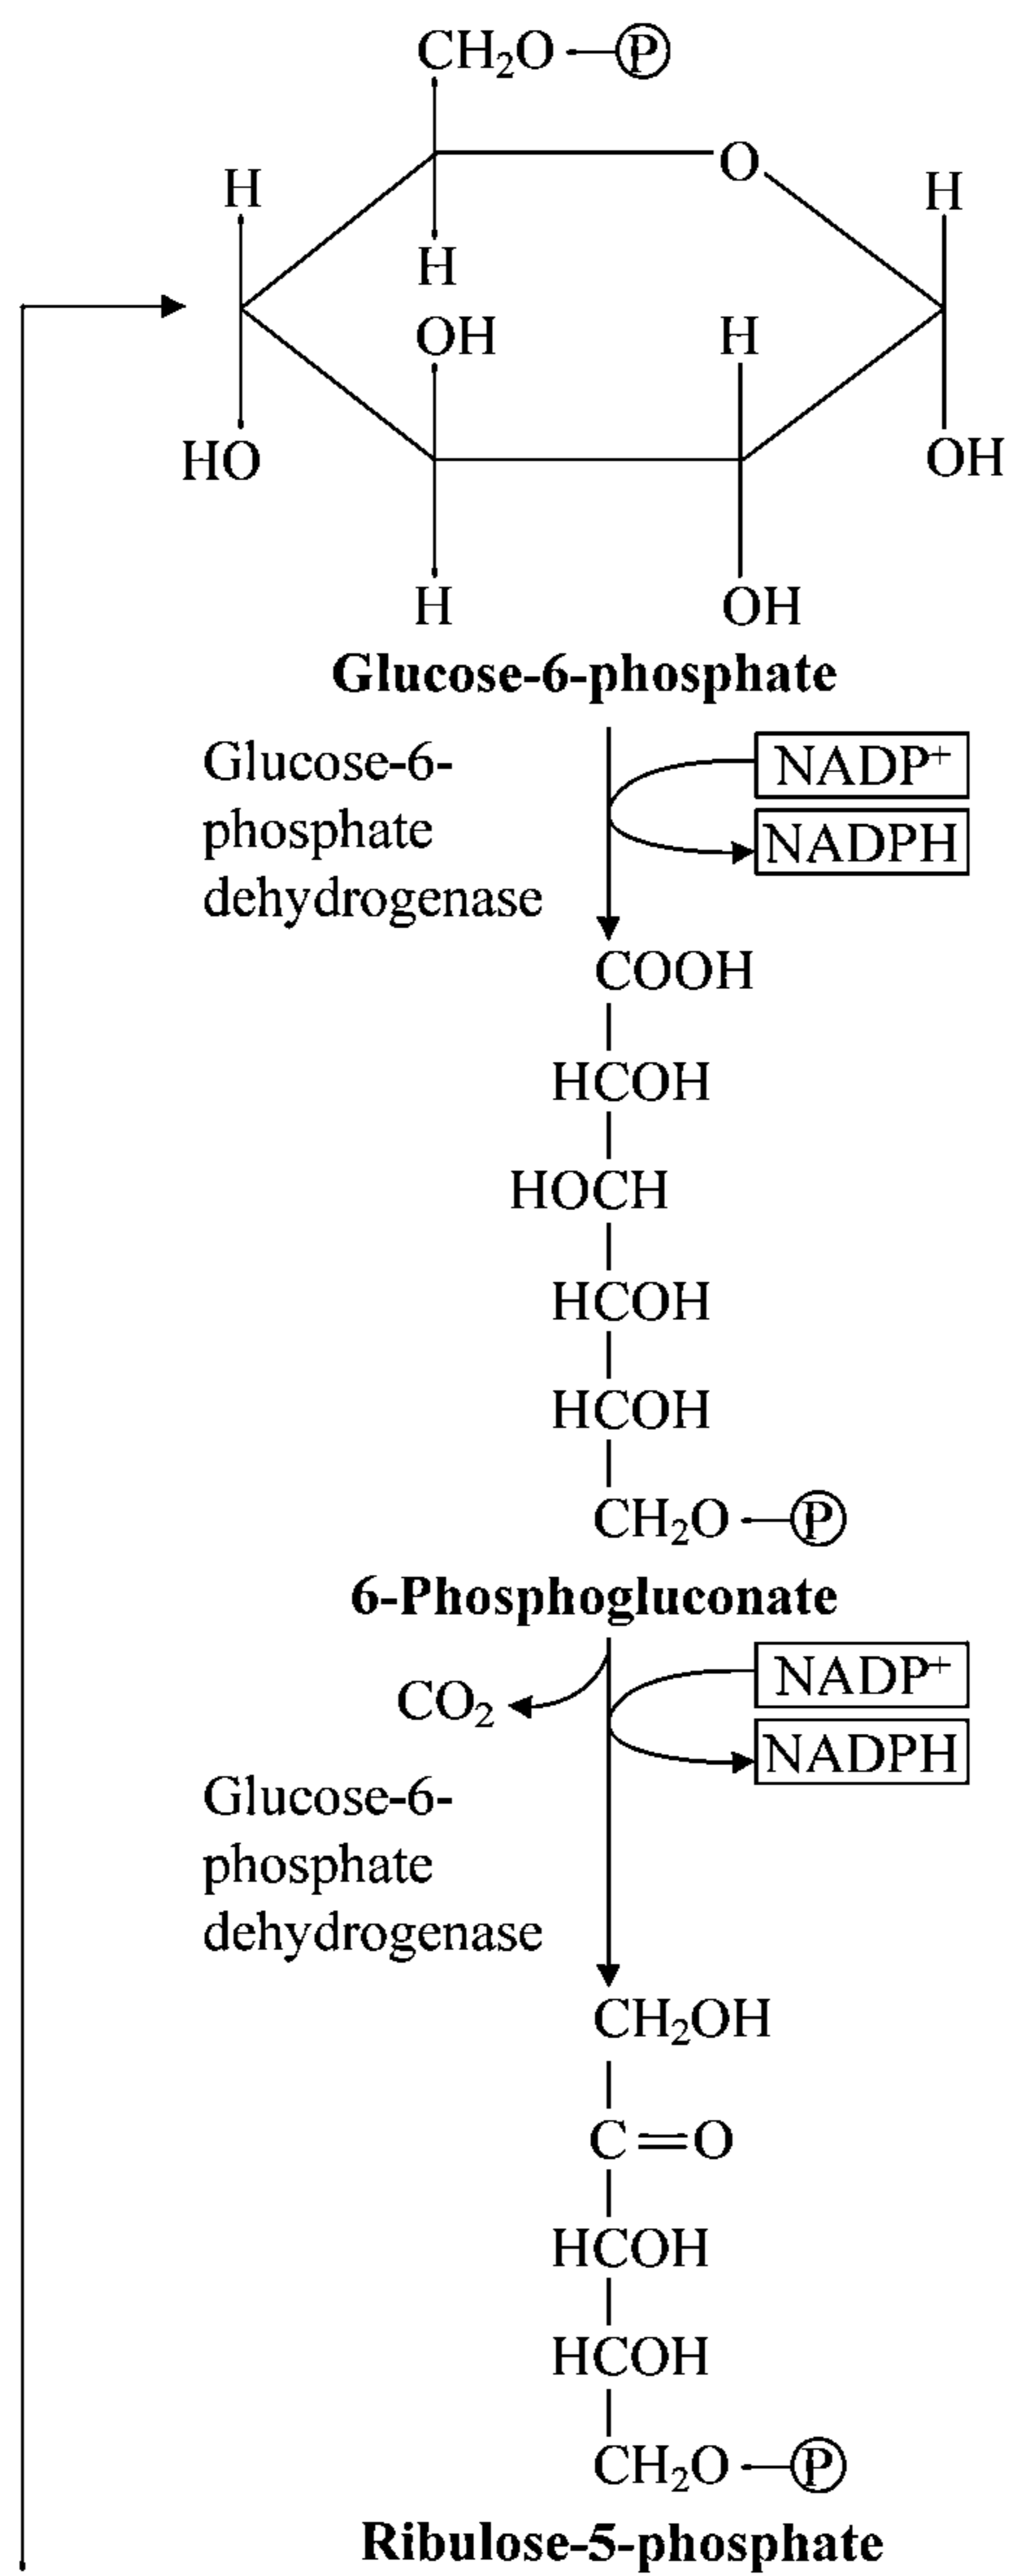 CH₂O — Ⓟ
O
H H
H
OH H
HO OH
H OH
Glucose-6-phosphate
Glucose-6-
phosphate
dehydrogenase
NADP⁺
NADPH
COOH
HCOH
HOCH
HCOH
HCOH
CH₂O — Ⓟ
6-Phosphogluconate
CO₂
NADP⁺
NADPH
Glucose-6-
phosphate
dehydrogenase
CH₂OH
C=O
HCOH
HCOH
CH₂O — Ⓟ
Ribulose-5-phosphate